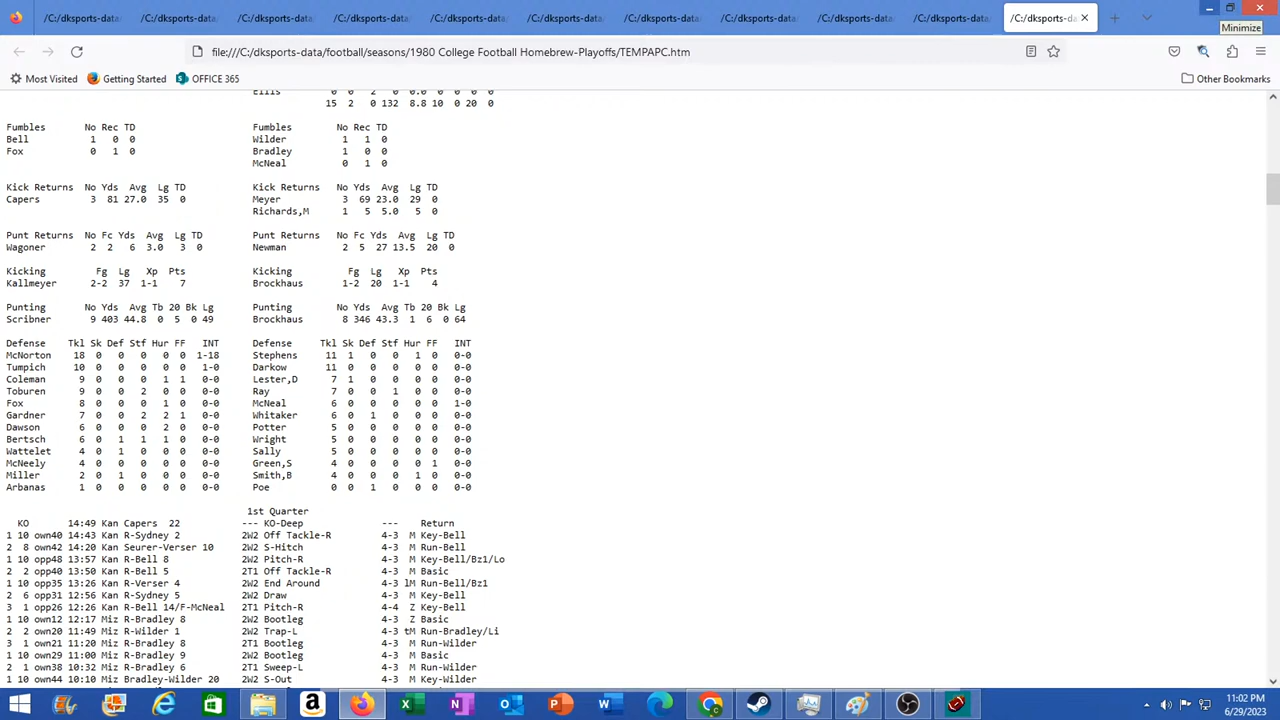 /C:/dksports-data/ /C:/dksports-data/ /C:/dksports-data/ /C:/dksports-data/ /C:/dksports-data/ /C:/dksports-data/ /C:/dksports-data/ /C:/dksports-data/ /C:/dksports-data/ /C:/dksports-data/ /C:/dksports-data/
Minimize
file:///C:/dksports-data/football/seasons/1980 College Football Homebrew-Playoffs/TEMPAPC.htm
Most Visited Getting Started OFFICE 365 Other Bookmarks
Ellis 0 0 2 0 0.0 0 0 0
15 2 0 132 8.8 10 0 20 0
Fumbles No Rec TD Fumbles No Rec TD
Bell 1 0 0 Wilder 1 1 0
Fox 0 1 0 Bradley 1 0 0
McNeal 0 1 0
Kick Returns No Yds Avg Lg TD Kick Returns No Yds Avg Lg TD
Capers 3 81 27.0 35 0 Meyer 3 69 23.0 29 0
Richards,M 1 5 5.0 5 0
Punt Returns No Fc Yds Avg Lg TD Punt Returns No Fc Yds Avg Lg TD
Wagoner 2 2 6 3.0 3 0 Newman 2 5 27 13.5 20 0
Kicking Fg Lg Xp Pts Kicking Fg Lg Xp Pts
Kallmeyer 2-2 37 1-1 7 Brockhaus 1-2 20 1-1 4
Punting No Yds Avg Tb 20 Bk Lg Punting No Yds Avg Tb 20 Bk Lg
Scribner 9 403 44.8 0 5 0 49 Brockhaus 8 346 43.3 1 6 0 64
Defense Tkl Sk Def Stf Hur FF INT Defense Tkl Sk Def Stf Hur FF INT
McNorton 18 0 0 0 0 0 1-18 Stephens 11 1 0 0 1 0 0-0
Tumpich 10 0 0 0 0 0 1-0 Darkow 11 0 0 0 0 0 0-0
Coleman 9 0 0 0 1 1 0-0 Lester,D 7 1 0 0 0 0 0-0
Toburen 9 0 0 2 0 0 0-0 Ray 7 0 0 1 0 0 0-0
Fox 8 0 0 0 1 0 0-0 McNeal 6 0 0 0 0 0 1-0
Gardner 7 0 0 2 2 1 0-0 Whitaker 6 0 1 0 0 0 0-0
Dawson 6 0 0 0 2 0 0-0 Potter 5 0 0 0 0 0 0-0
Bertsch 6 0 1 1 1 0 0-0 Wright 5 0 0 0 0 0 0-0
Wattelet 4 0 1 0 0 0 0-0 Sally 5 0 0 0 0 0 0-0
McNeely 4 0 0 0 0 0 0-0 Green,S 4 0 0 0 0 1 0-0
Miller 2 0 1 0 0 0 0-0 Smith,B 4 0 0 0 1 0 0-0
Arbanas 1 0 0 0 0 0 0-0 Poe 0 0 1 0 0 0 0-0
1st Quarter
KO 14:49 Kan Capers 22 --- KO-Deep --- Return
1 10 own40 14:43 Kan R-Sydney 2 2W2 Off Tackle-R 4-3 M Key-Bell
2 8 own42 14:20 Kan Seurer-Verser 10 2W2 S-Hitch 4-3 M Run-Bell
1 10 opp48 13:57 Kan R-Bell 8 2W2 Pitch-R 4-3 M Key-Bell/Bz1/Lo
2 2 opp40 13:50 Kan R-Bell 5 2T1 Off Tackle-R 4-3 M Basic
1 10 opp35 13:26 Kan R-Verser 4 2W2 End Around 4-3 lM Run-Bell/Bz1
2 6 opp31 12:56 Kan R-Sydney 5 2W2 Draw 4-3 M Key-Bell
3 1 opp26 12:26 Kan R-Bell 14/F-McNeal 2T1 Pitch-R 4-4 Z Key-Bell
1 10 own12 12:17 Miz R-Bradley 8 2W2 Bootleg 4-3 Z Basic
2 2 own20 11:49 Miz R-Wilder 1 2W2 Trap-L 4-3 tM Run-Bradley/Li
3 1 own21 11:20 Miz R-Bradley 8 2T1 Bootleg 4-3 M Run-Wilder
1 10 own29 11:00 Miz R-Bradley 9 2W2 Bootleg 4-3 M Basic
2 1 own38 10:32 Miz R-Bradley 6 2T1 Sweep-L 4-3 M Run-Wilder
1 10 own44 10:10 Miz Bradley-Wilder 20 2W2 S-Out 4-3 M Key-Wilder
11:02 PM
6/29/2023